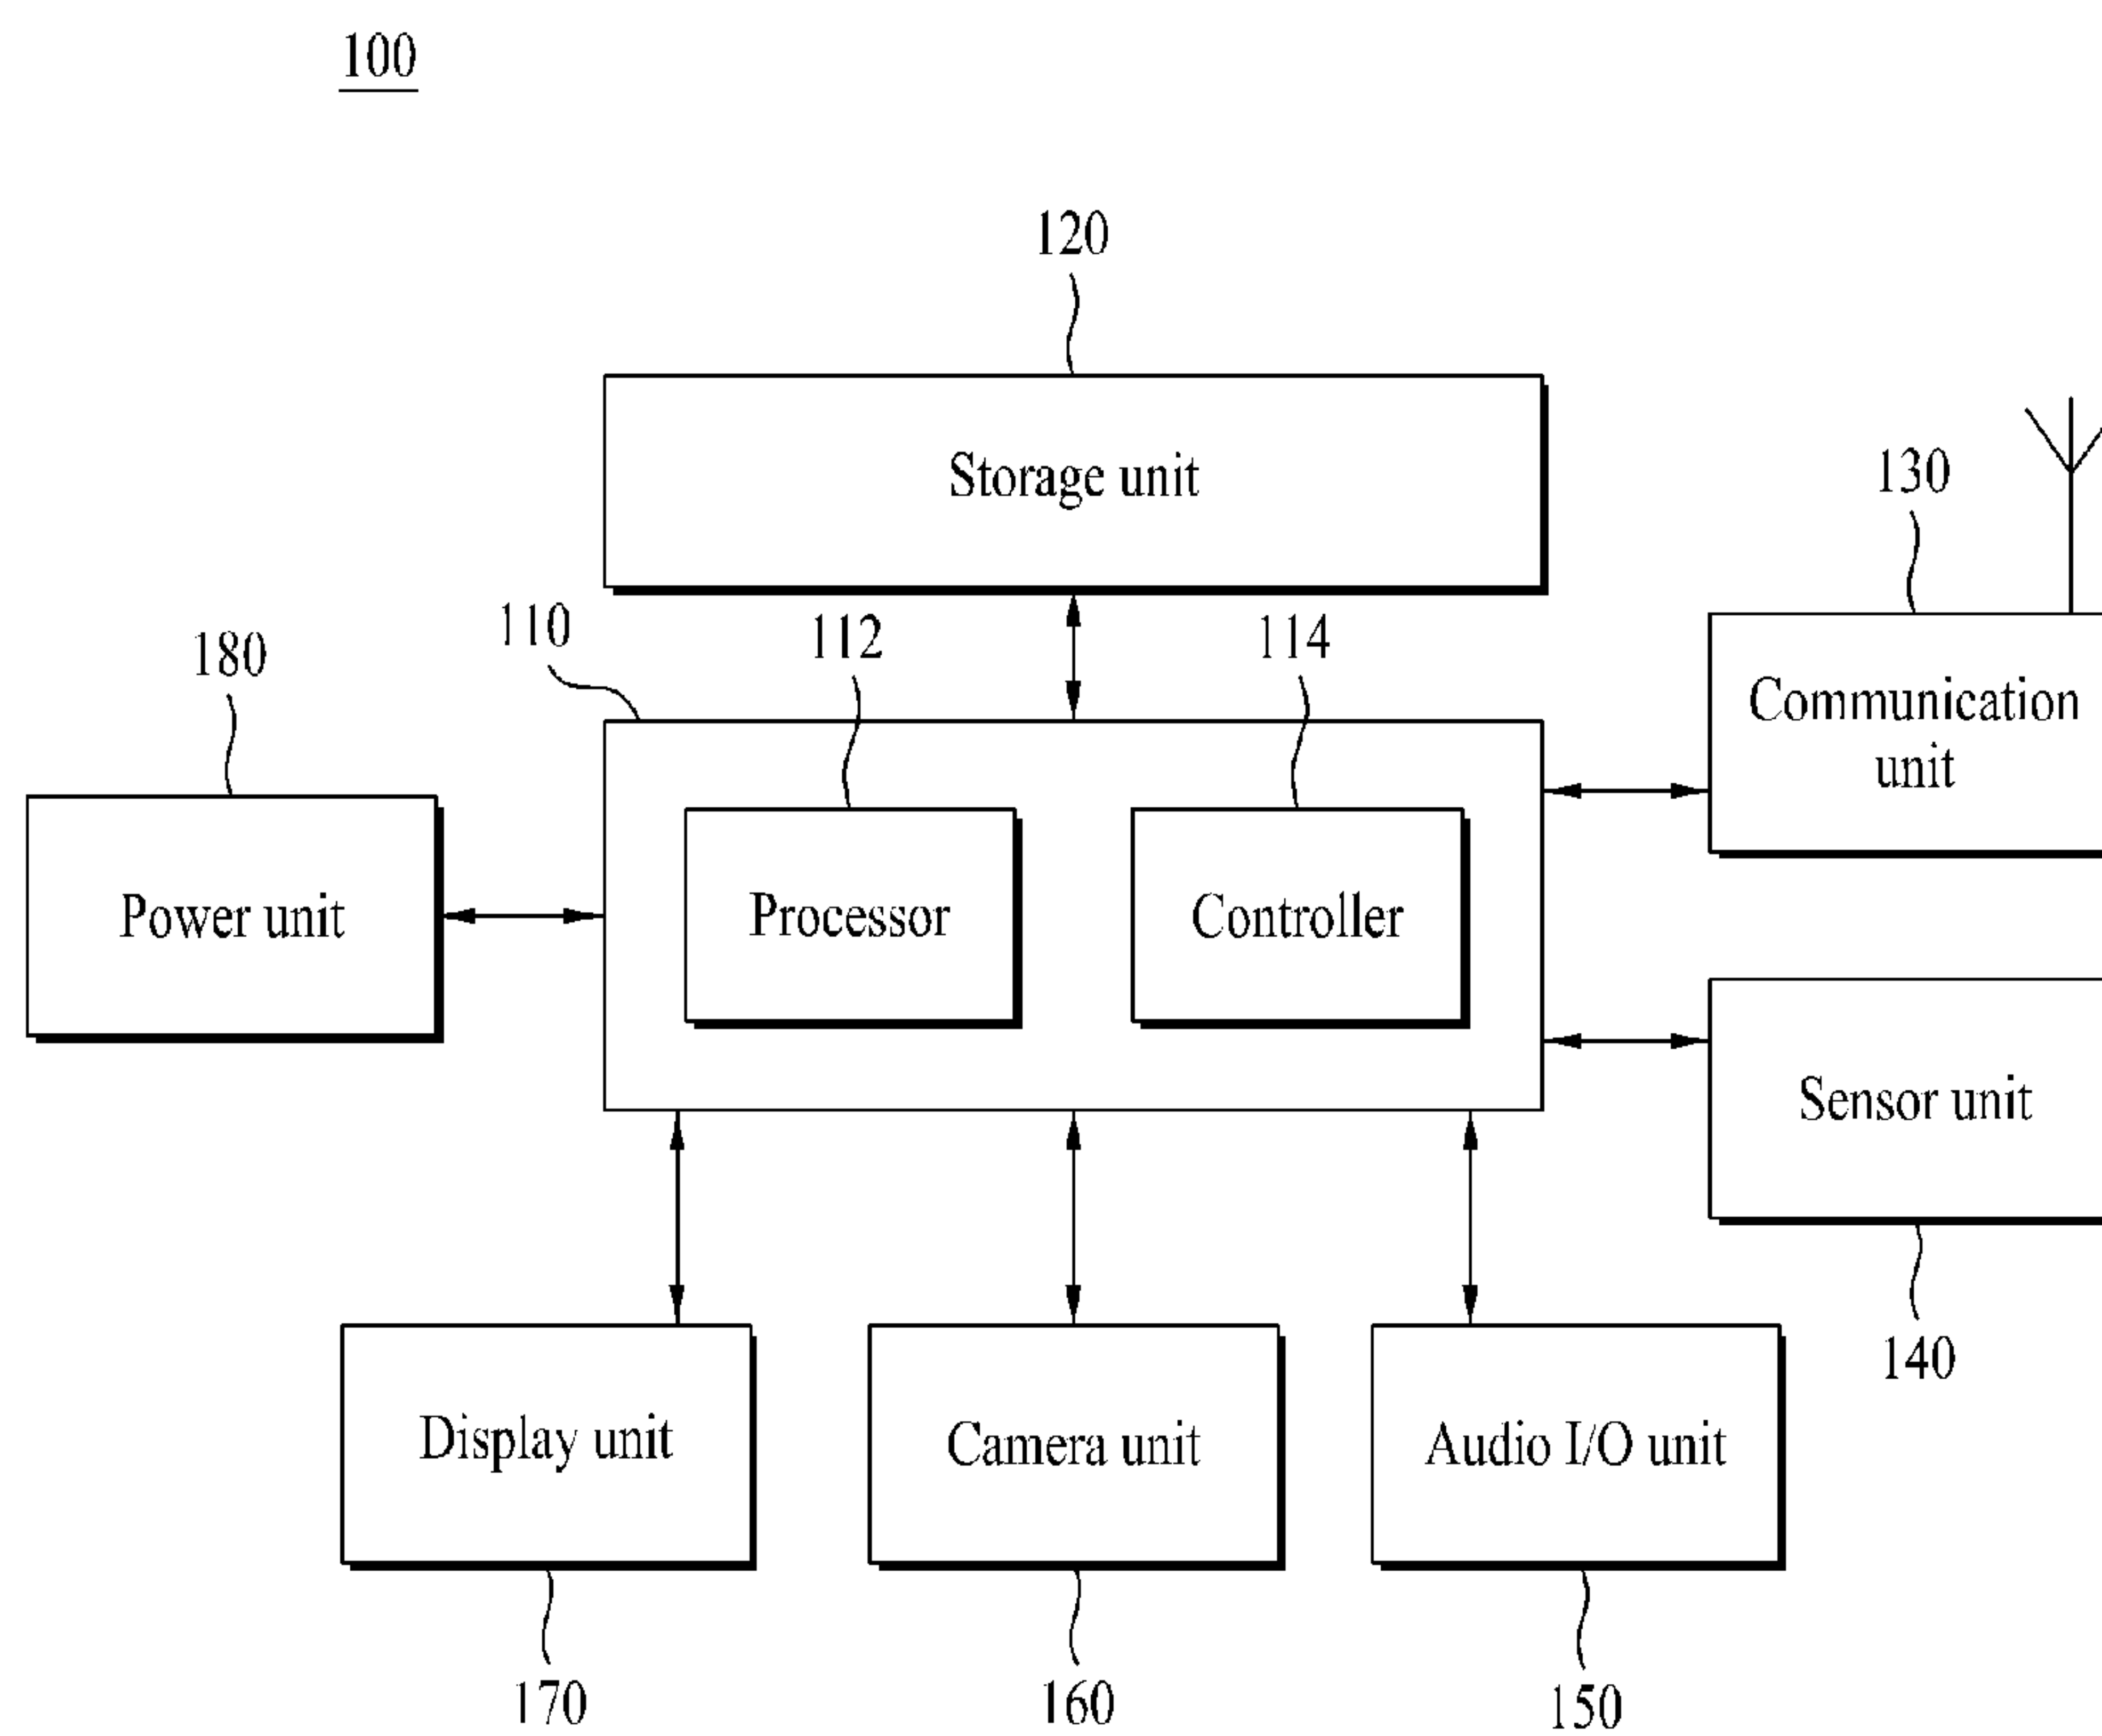 100
120
Storage unit
130
110
112
114
180
Communication
unit
Power unit
Processor
Controller
Sensor unit
140
Display unit
Camera unit
Audio I/O unit
170
160
150